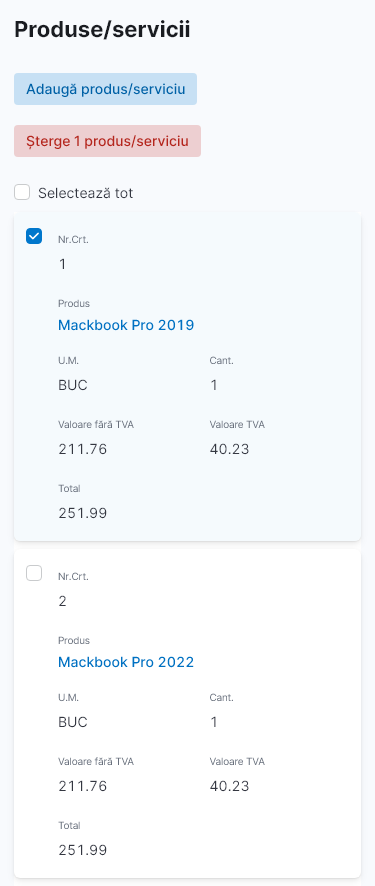 Produse/servicii
Adaugă produs/serviciu
Șterge 1 produs/serviciu
Selectează tot
Nr.Crt.
1
Produs
Mackbook Pro 2019
U.M. Cant.
BUC 1
Valoare fără TVA Valoare TVA
211.76 40.23
Total
251.99
Nr.Crt.
2
Produs
Mackbook Pro 2022
U.M. Cant.
BUC 1
Valoare fără TVA Valoare TVA
211.76 40.23
Total
251.99